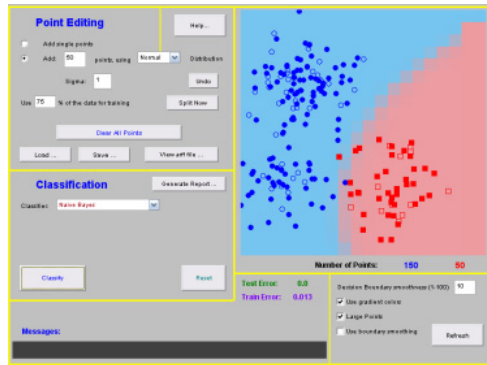 Point Editing
Help...
Add single points
Add: 50 points, using Normal Distribution
Sigma: 1
Undo
Use 75 % of the data for training
Split Now
Clear All Points
Load ...
Save ...
View arff file ...
Classification
Generate Report ...
Classifier: Naive Bayes
Classify
Reset
Number of Points: 150 50
Test Error: 0.0
Train Error: 0.013
Decision Boundary smoothness (1-100) 10
Use gradient colors
Large Points
Use boundary smoothing
Refresh
Messages: